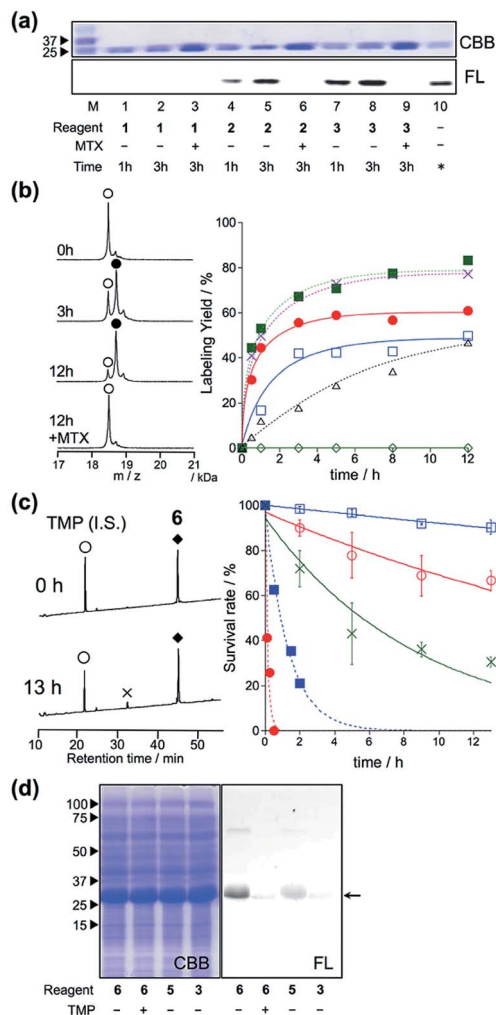 (a)
37
25
CBB
FL
M 1 2 3 4 5 6 7 8 9 10
Reagent 1 1 1 2 2 2 3 3 3 –
MTX – – + – – + – – + –
Time 1h 3h 3h 1h 3h 3h 1h 3h 3h *
(b)
0h
3h
12h
12h
+MTX
17 18 19 20 21
m / z / kDa
Labeling Yield / %
100
80
60
40
20
0
0 2 4 6 8 10 12
time / h
(c)
TMP (I.S.) 6
0 h
13 h
10 20 30 40 50
Retention time / min
Survival rate / %
100
80
60
40
20
0
0 2 4 6 8 10 12
time / h
(d)
100
75
50
37
25
15
CBB
FL
Reagent 6 6 5 3 6 6 5 3
TMP – + – – – + – –